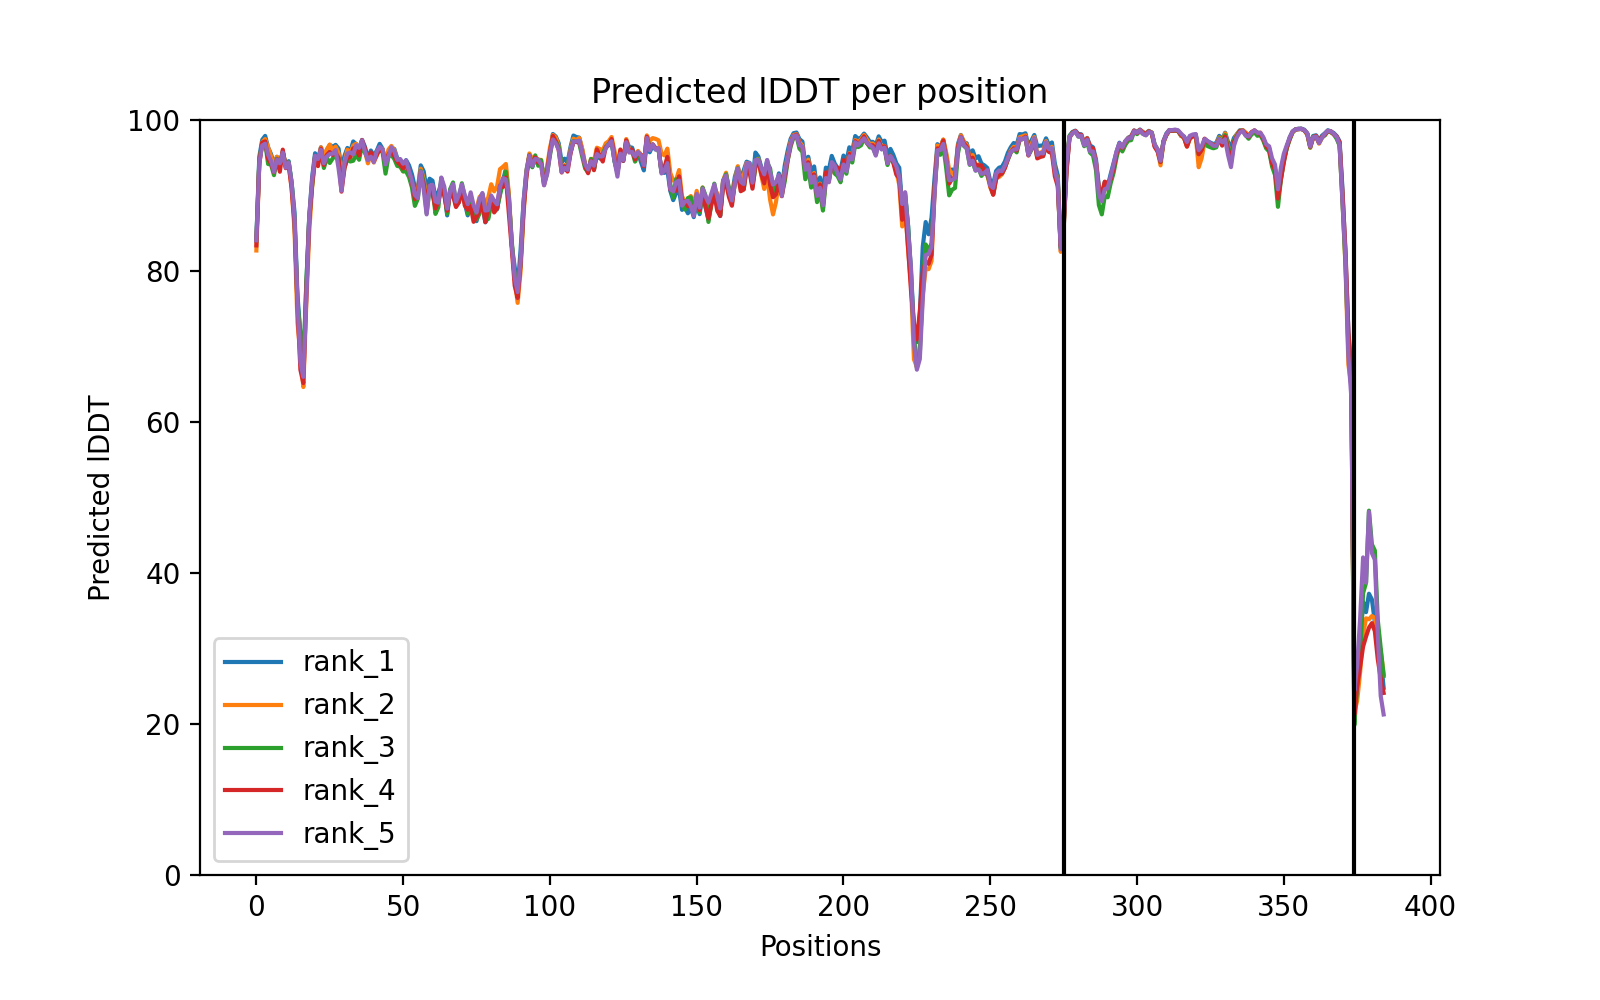 Predicted lDDT per position
100
80
60
40
20
0
Predicted lDDT
rank_1
rank_2
rank_3
rank_4
rank_5
0 50 100 150 200 250 300 350 400
Positions